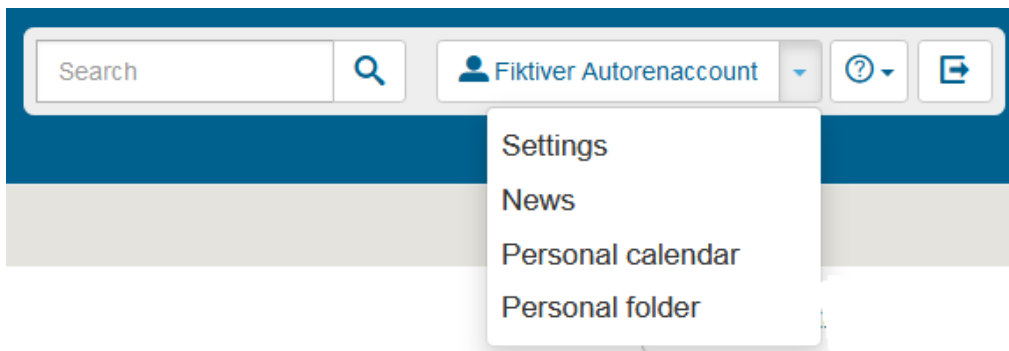 Search
Fiktiver Autorenaccount
Settings
News
Personal calendar
Personal folder